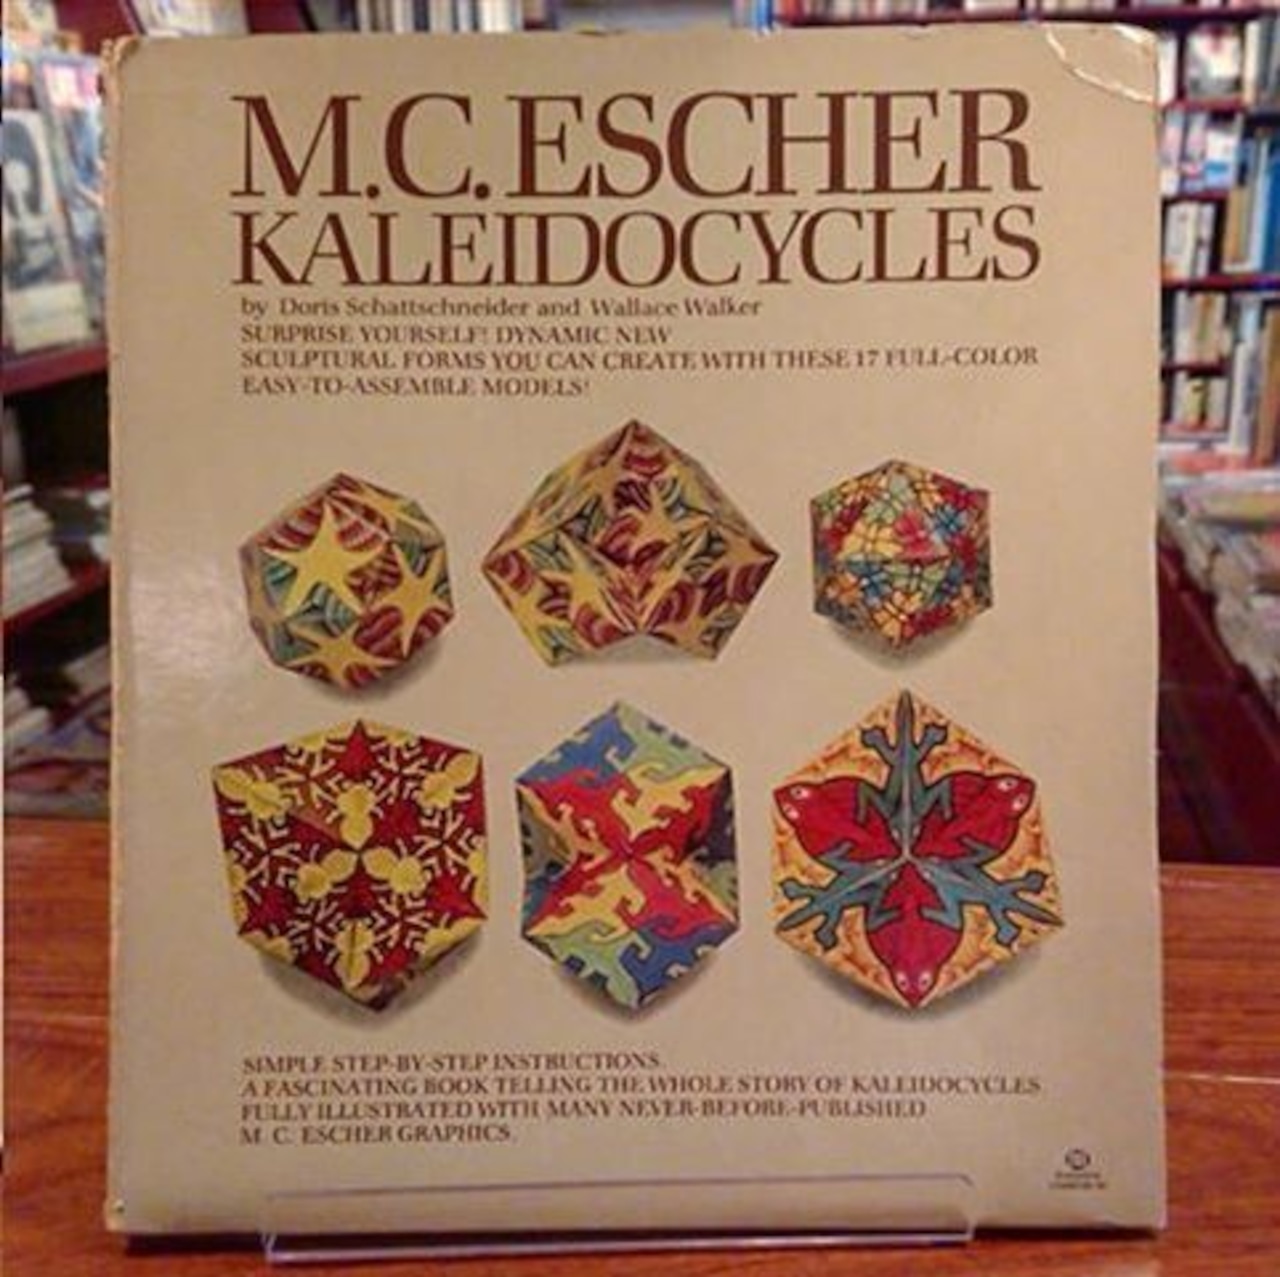 M.C. ESCHER
KALEIDOCYCLES
by Doris Schattschneider and Wallace Walker
SURPRISE YOURSELF! DYNAMIC NEW
SCULPTURAL FORMS YOU CAN CREATE WITH THESE 17 FULL-COLOR
EASY-TO-ASSEMBLE MODELS!
SIMPLE STEP-BY-STEP INSTRUCTIONS.
A FASCINATING BOOK TELLING THE WHOLE STORY OF KALEIDOCYCLES
FULLY ILLUSTRATED WITH MANY NEVER-BEFORE-PUBLISHED
M. C. ESCHER GRAPHICS.